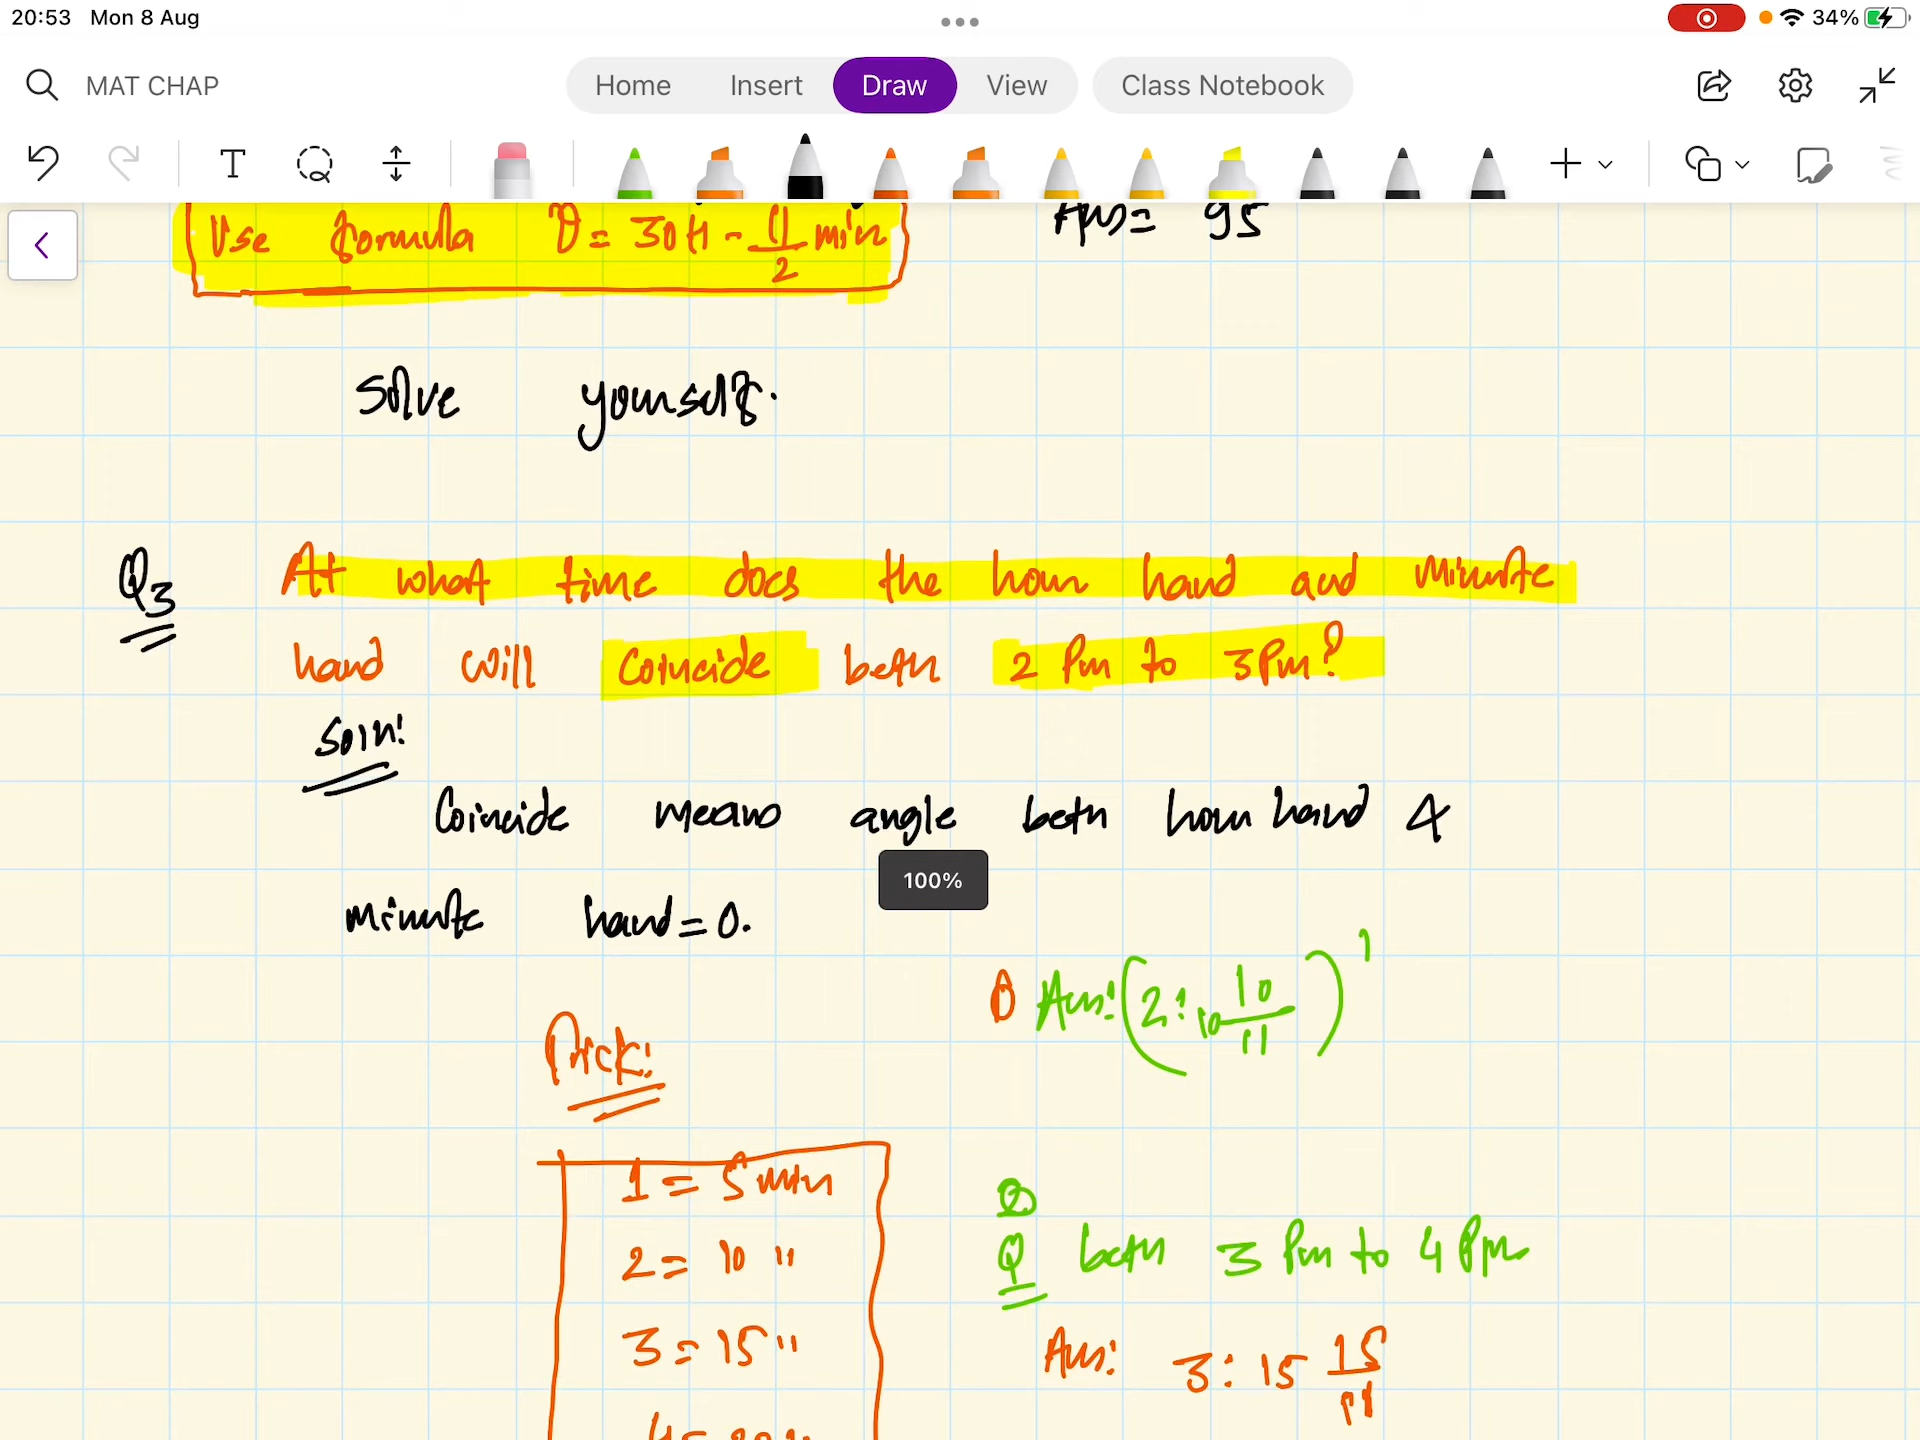 20:53 Mon 8 Aug
34%
MAT CHAP
Home Insert Draw View Class Notebook
T
Use formula θ = 30H - 11/2 min
Ans = 95
Solve yourself.
Q3 At what time does the hour hand and Minute
hand will Coincide betn 2 Pm to 3 Pm?
Soln:
Coincide means angle betn hour hand &
minute hand = 0.
100%
Ans: (2: 10 10/11)'
Trick:
1 = 5 min
2 = 10 "
3 = 15 "
Q betn 3 Pm to 4 Pm
Ans: 3: 15 15/11